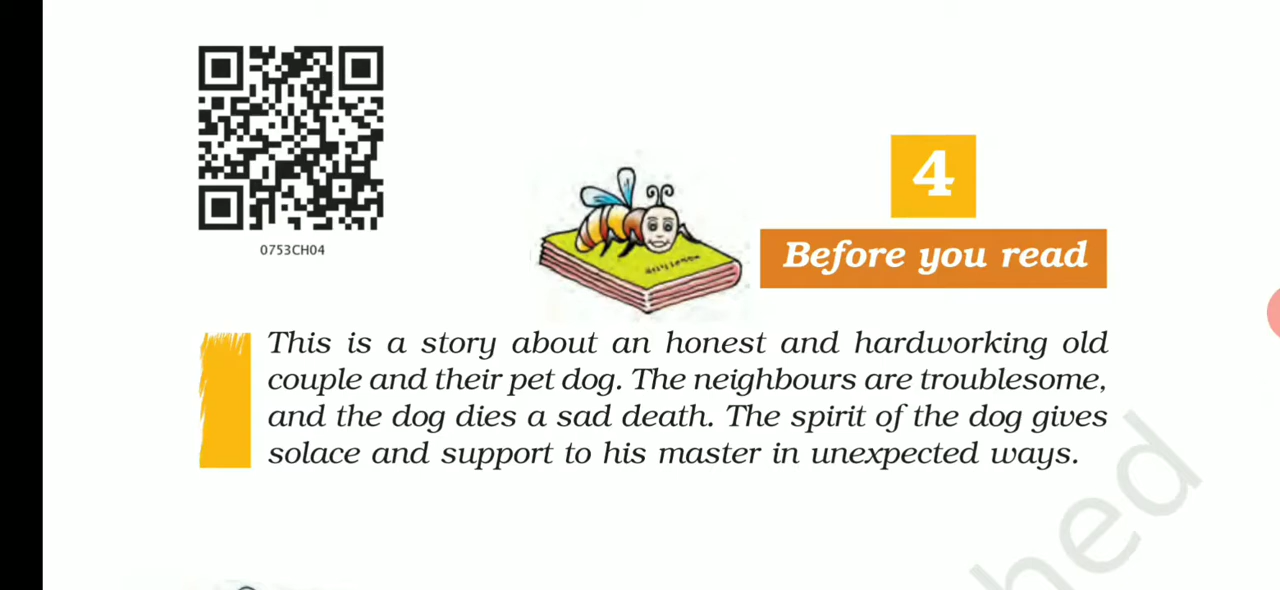 0753CH04
4
Before you read
This is a story about an honest and hardworking old
couple and their pet dog. The neighbours are troublesome,
and the dog dies a sad death. The spirit of the dog gives
solace and support to his master in unexpected ways.